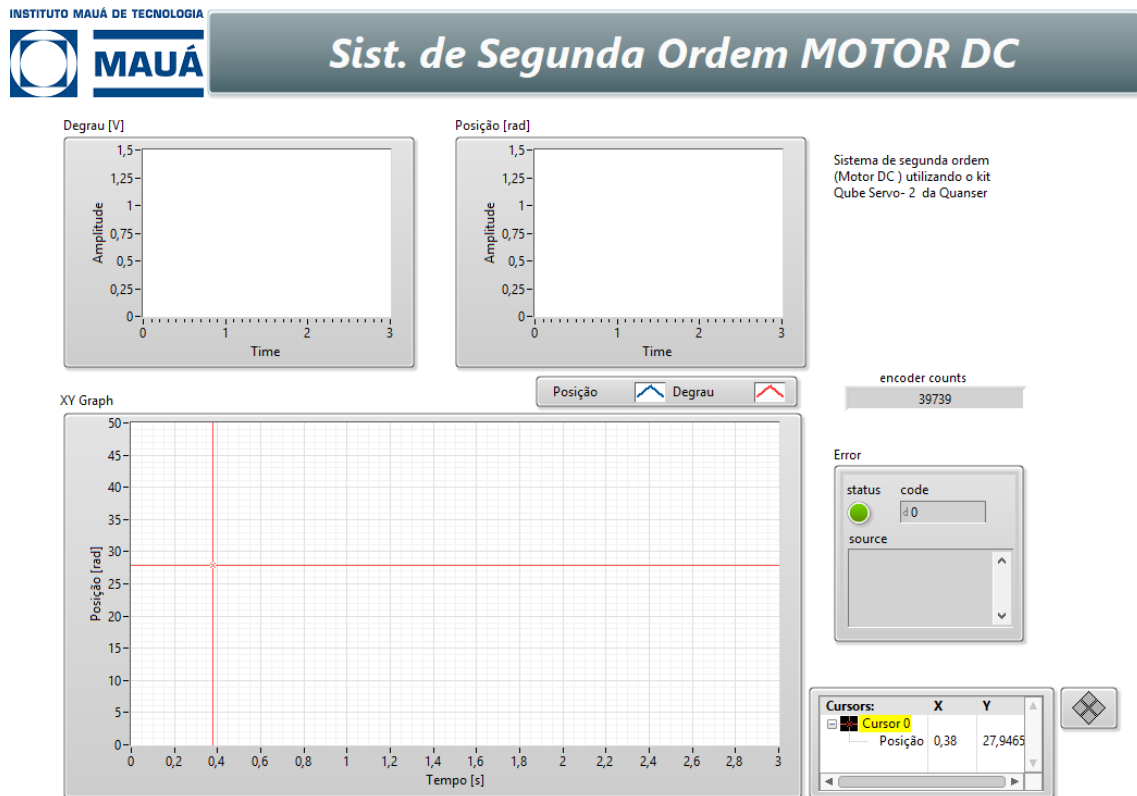 INSTITUTO MAUÁ DE TECNOLOGIA
MAUÁ
Sist. de Segunda Ordem MOTOR DC
Degrau [V]
1,5
1,25
1
0,75
0,5
0,25
0
Amplitude
0 1 2 3
Time
Posição [rad]
1,5
1,25
1
0,75
0,5
0,25
0
Amplitude
0 1 2 3
Time
Sistema de segunda ordem
(Motor DC ) utilizando o kit
Qube Servo- 2 da Quanser
Posição Degrau
encoder counts
39739
XY Graph
50
45
40
35
30
25
20
15
10
5
0
Posição [rad]
0 0,2 0,4 0,6 0,8 1 1,2 1,4 1,6 1,8 2 2,2 2,4 2,6 2,8 3
Tempo [s]
Error
status code
d 0
source
Cursors: X Y
Cursor 0
Posição 0,38 27,9465